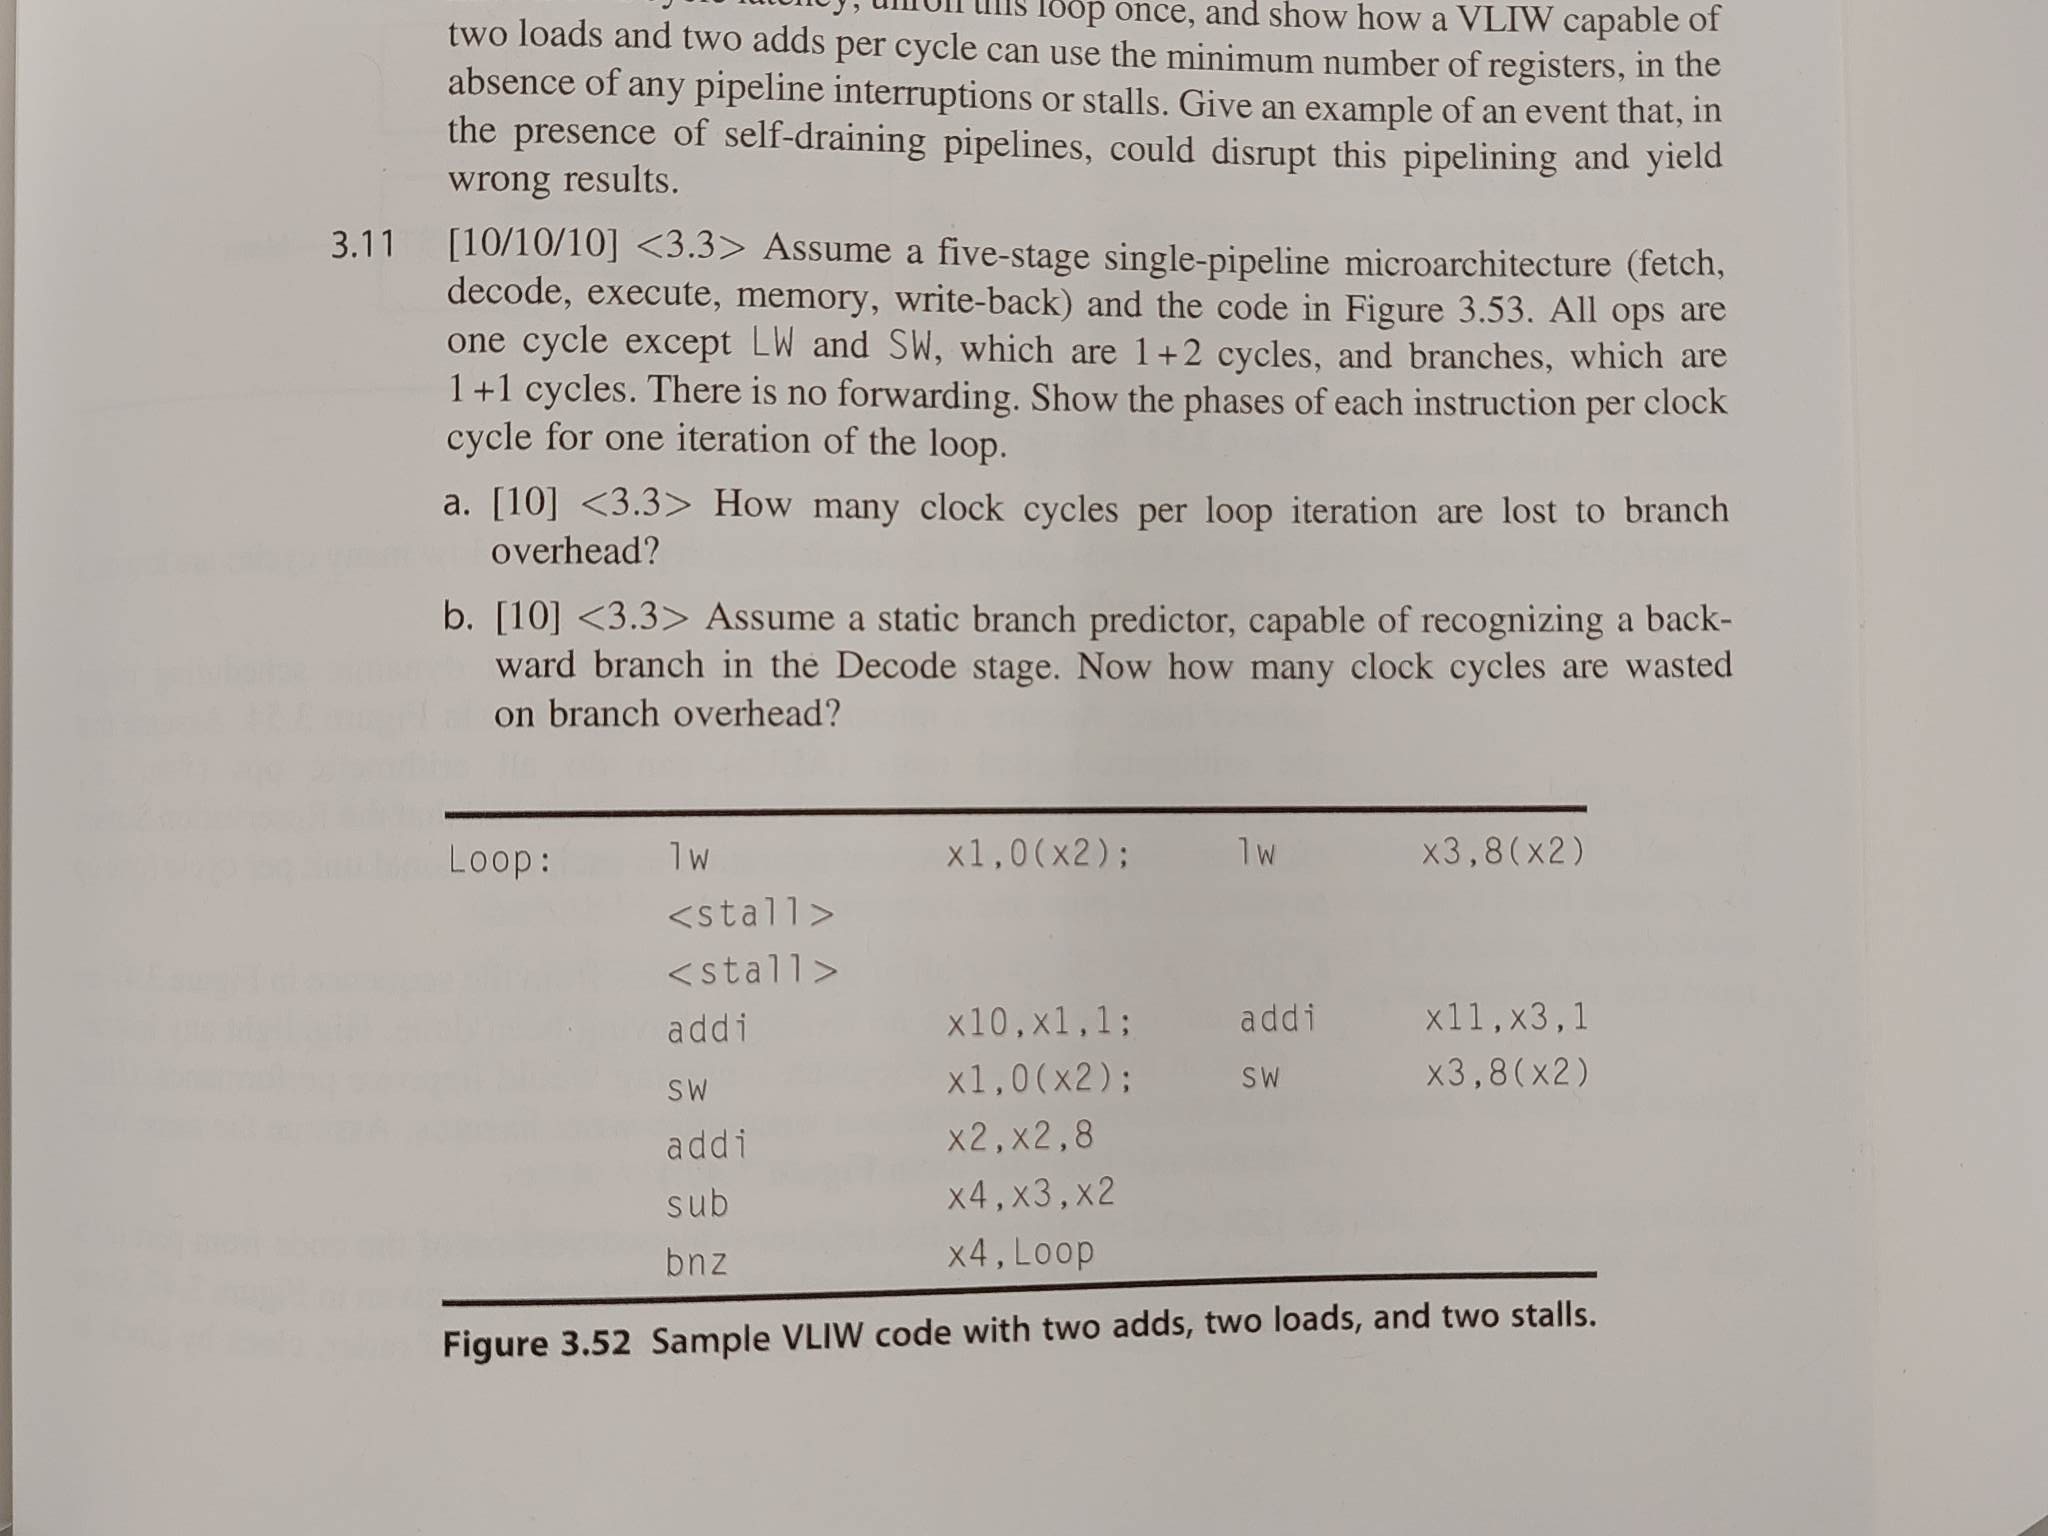 this loop once, and show how a VLIW capable of
two loads and two adds per cycle can use the minimum number of registers, in the
absence of any pipeline interruptions or stalls. Give an example of an event that, in
the presence of self-draining pipelines, could disrupt this pipelining and yield
wrong results.
3.11 [10/10/10] <3.3> Assume a five-stage single-pipeline microarchitecture (fetch,
decode, execute, memory, write-back) and the code in Figure 3.53. All ops are
one cycle except LW and SW, which are 1+2 cycles, and branches, which are
1+1 cycles. There is no forwarding. Show the phases of each instruction per clock
cycle for one iteration of the loop.
a. [10] <3.3> How many clock cycles per loop iteration are lost to branch
overhead?
b. [10] <3.3> Assume a static branch predictor, capable of recognizing a back-
ward branch in the Decode stage. Now how many clock cycles are wasted
on branch overhead?
Loop: lw x1,0(x2); lw x3,8(x2)
<stall>
<stall>
addi x10,x1,1; addi x11,x3,1
sw x1,0(x2); sw x3,8(x2)
addi x2,x2,8
sub x4,x3,x2
bnz x4,Loop
Figure 3.52 Sample VLIW code with two adds, two loads, and two stalls.